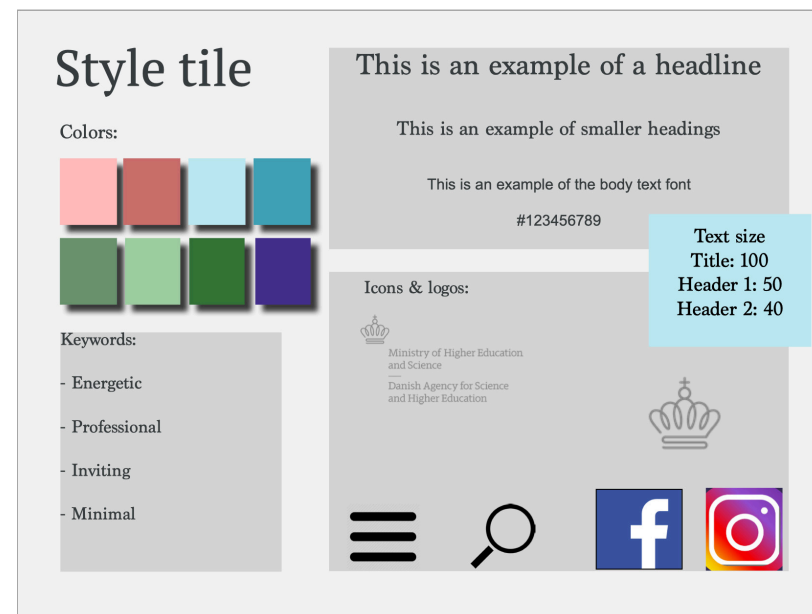 Style tile
Colors:
Keywords:
- Energetic
- Professional
- Inviting
- Minimal
This is an example of a headline
This is an example of smaller headings
This is an example of the body text font
#123456789
Text size
Title: 100
Header 1: 50
Header 2: 40
Icons & logos:
Ministry of Higher Education
and Science
Danish Agency for Science
and Higher Education
f